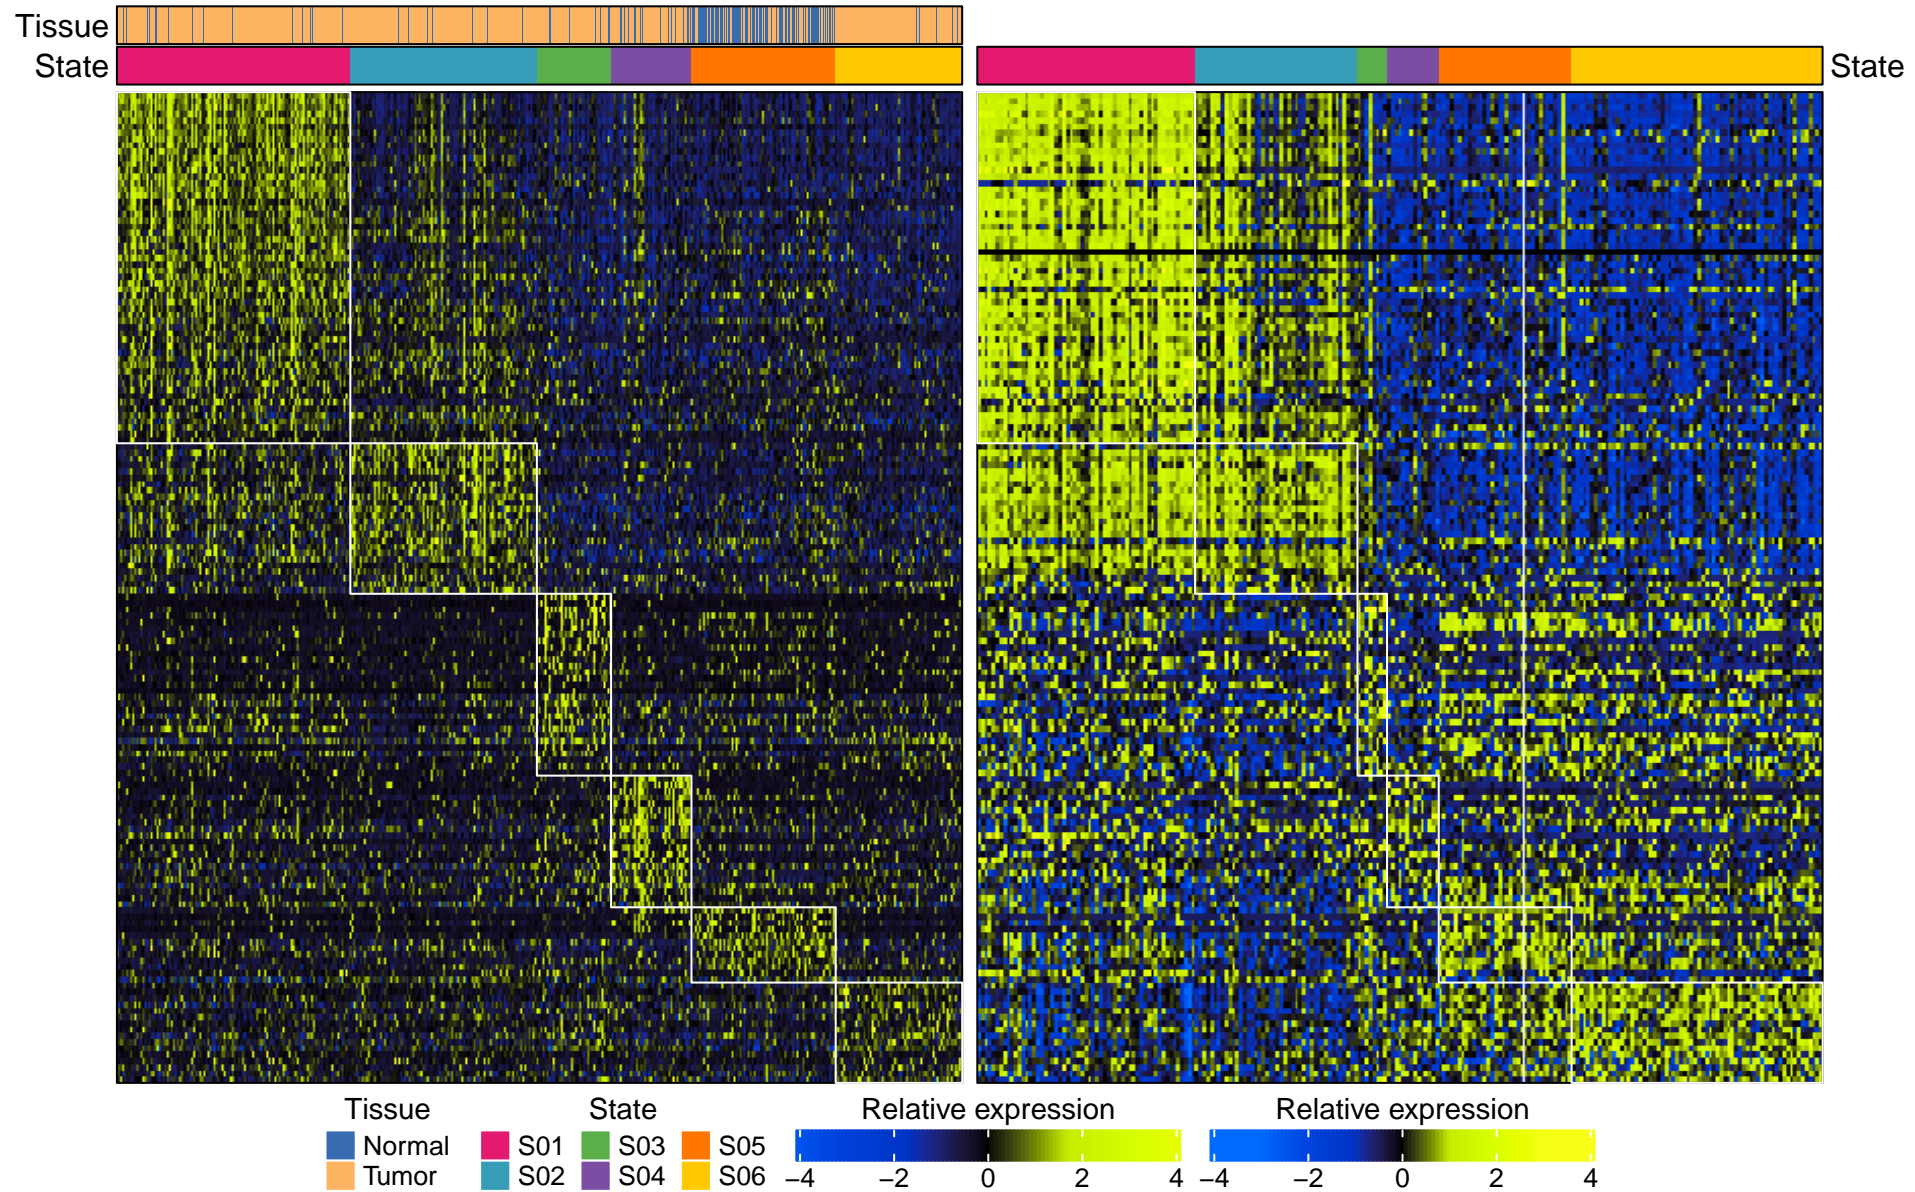 Tissue
State
State
Tissue State Relative expression Relative expression
Normal S01 S03 S05
Tumor S02 S04 S06
−4 −2 0 2 4 −4 −2 0 2 4